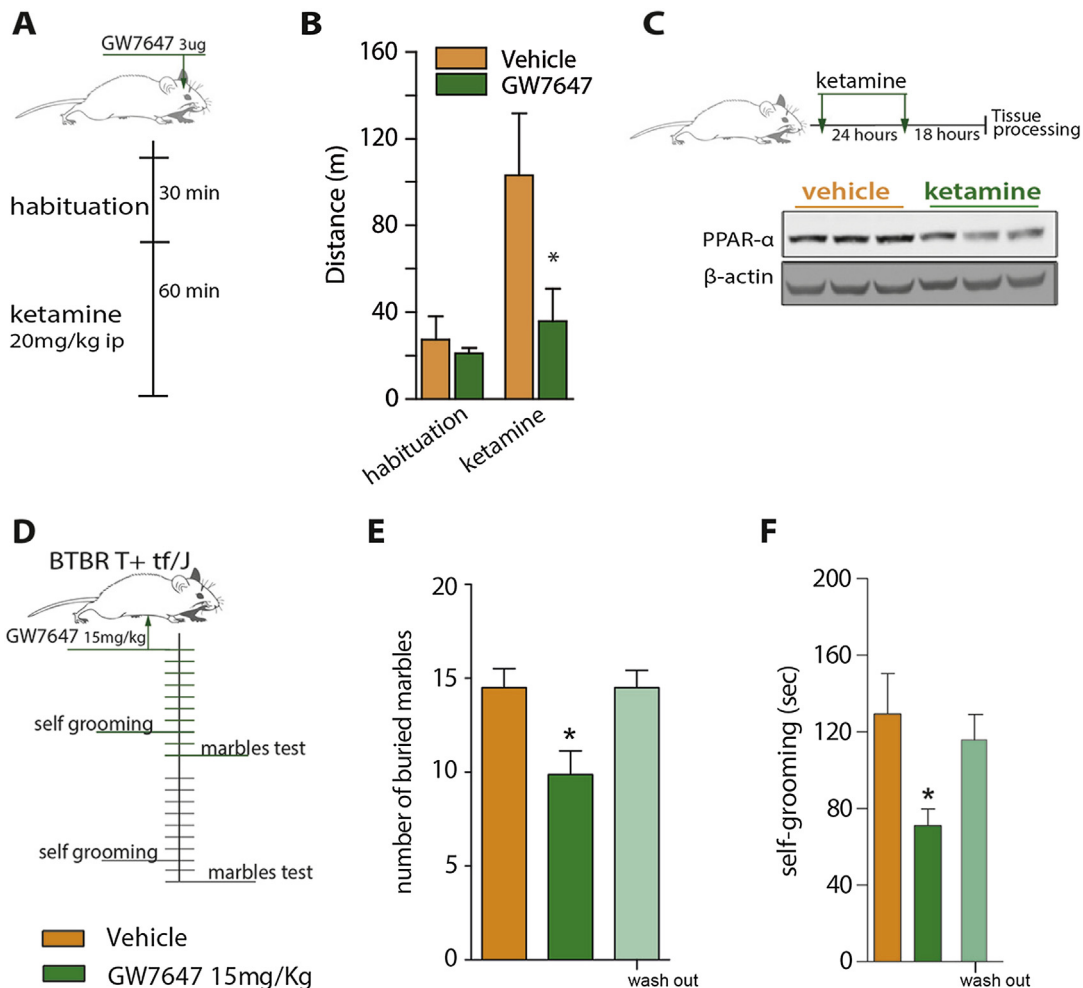 A
GW7647 3ug
habituation
30 min
60 min
ketamine
20mg/kg ip
B
160
120
80
40
0
Distance (m)
Vehicle
GW7647
*
habituation
ketamine
C
ketamine
24 hours
18 hours
Tissue
processing
vehicle
ketamine
PPAR-α
β-actin
D
BTBR T+ tf/J
GW7647 15mg/kg
self grooming
marbles test
self grooming
marbles test
Vehicle
GW7647 15mg/Kg
E
20
15
10
5
0
number of buried marbles
*
wash out
F
200
160
120
80
40
0
self-grooming (sec)
*
wash out